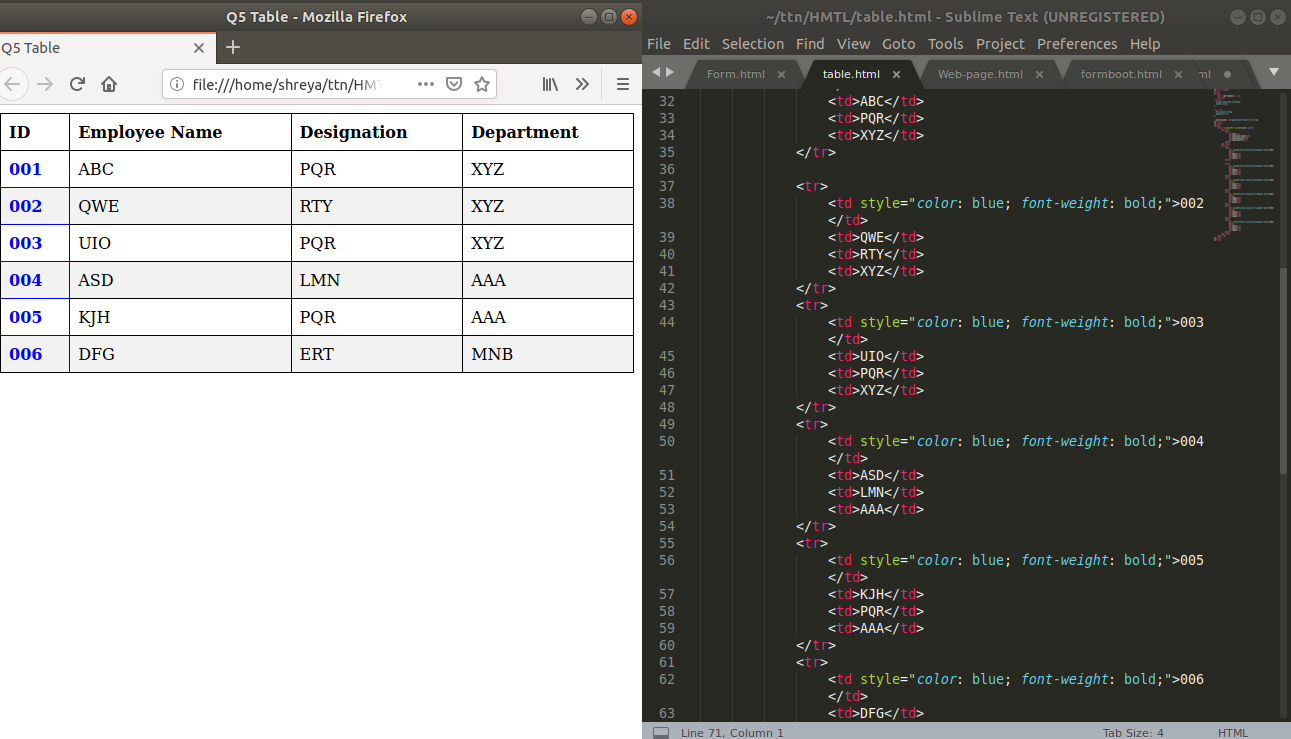 Q5 Table - Mozilla Firefox
Q5 Table
file:///home/shreya/ttn/HMT
ID Employee Name Designation Department
001 ABC PQR XYZ
002 QWE RTY XYZ
003 UIO PQR XYZ
004 ASD LMN AAA
005 KJH PQR AAA
006 DFG ERT MNB
~/ttn/HMTL/table.html - Sublime Text (UNREGISTERED)
File Edit Selection Find View Goto Tools Project Preferences Help
Form.html table.html Web-page.html formboot.html ml
32 <td>ABC</td>
33 <td>PQR</td>
34 <td>XYZ</td>
35 </tr>
36
37 <tr>
38 <td style="color: blue; font-weight: bold;">002
</td>
39 <td>QWE</td>
40 <td>RTY</td>
41 <td>XYZ</td>
42 </tr>
43 <tr>
44 <td style="color: blue; font-weight: bold;">003
</td>
45 <td>UIO</td>
46 <td>PQR</td>
47 <td>XYZ</td>
48 </tr>
49 <tr>
50 <td style="color: blue; font-weight: bold;">004
</td>
51 <td>ASD</td>
52 <td>LMN</td>
53 <td>AAA</td>
54 </tr>
55 <tr>
56 <td style="color: blue; font-weight: bold;">005
</td>
57 <td>KJH</td>
58 <td>PQR</td>
59 <td>AAA</td>
60 </tr>
61 <tr>
62 <td style="color: blue; font-weight: bold;">006
</td>
63 <td>DFG</td>
Line 71, Column 1 Tab Size: 4 HTML